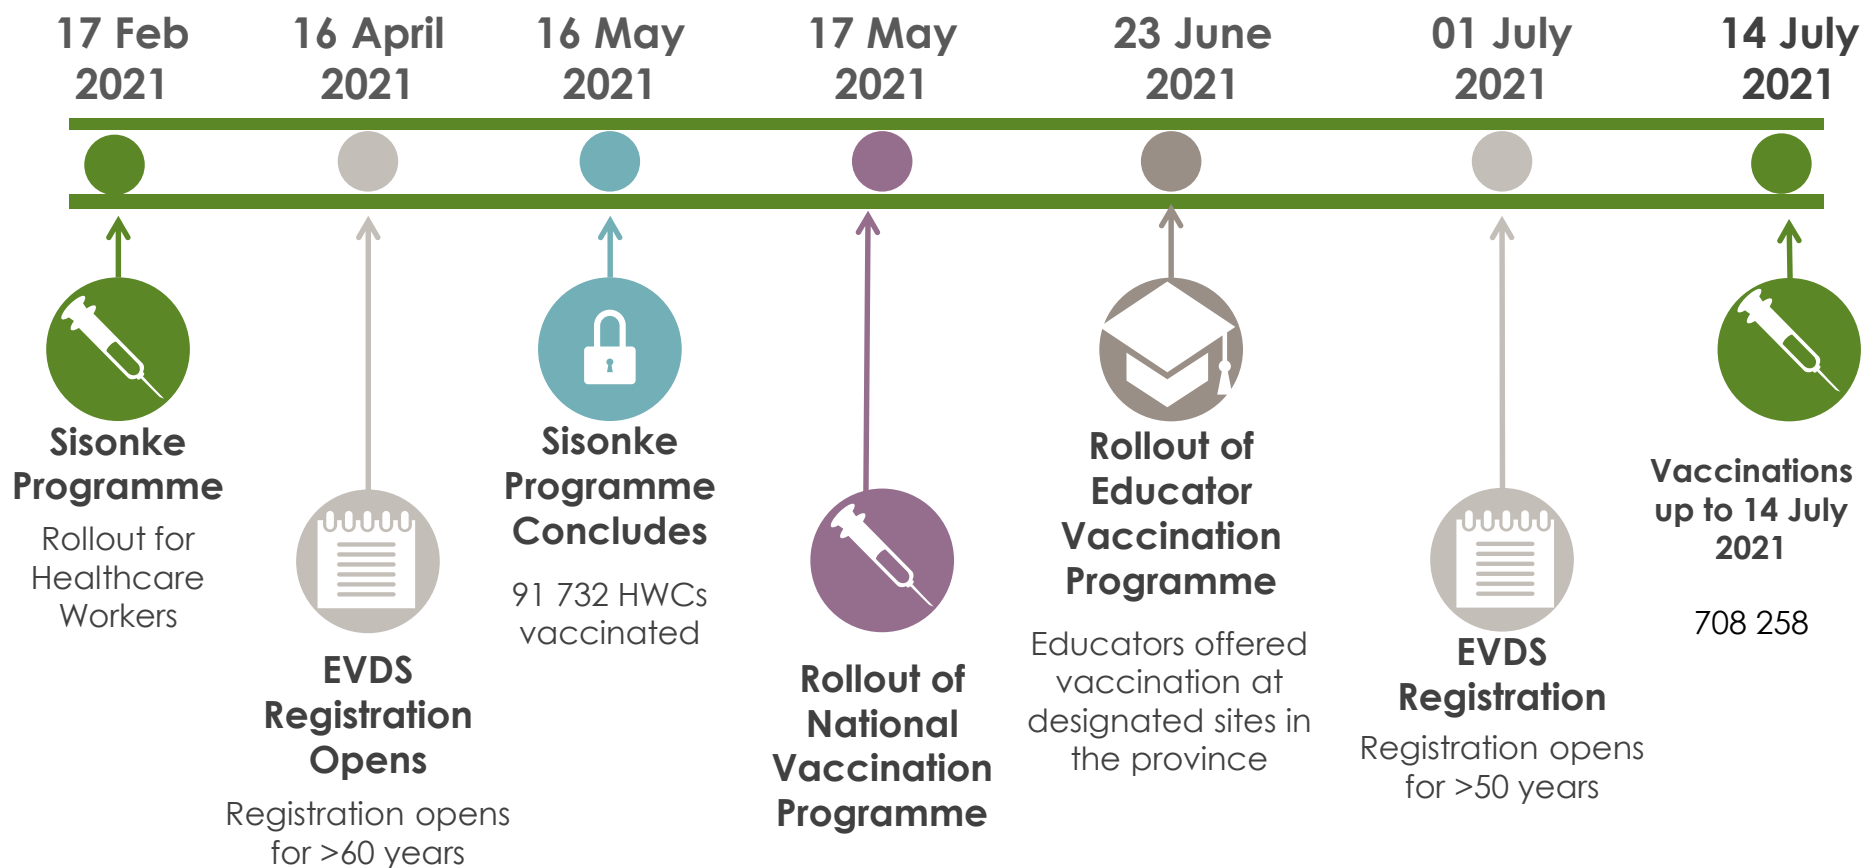 17 Feb
2021
16 April
2021
16 May
2021
17 May
2021
23 June
2021
01 July
2021
14 July
2021
Sisonke
Programme
Rollout for
Healthcare
Workers
EVDS
Registration
Opens
Registration opens
for >60 years
Sisonke
Programme
Concludes
91 732 HWCs
vaccinated
Rollout of
National
Vaccination
Programme
Rollout of
Educator
Vaccination
Programme
Educators offered
vaccination at
designated sites in
the province
EVDS
Registration
Registration opens
for >50 years
Vaccinations
up to 14 July
2021
708 258